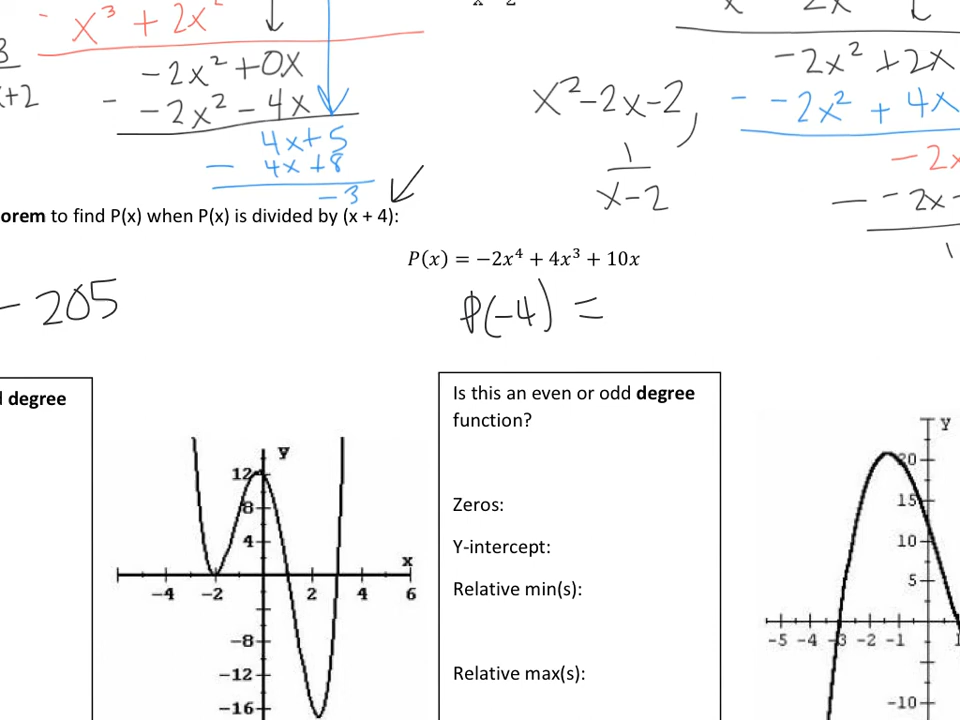 x³ + 2x²
-2x² + 0x
- -2x² - 4x
4x + 5
- 4x + 8
-3
x+2
x² - 2x - 2,
1
x-2
-2x² + 2x
- -2x² + 4x
-2x
- -2x
1
orem to find P(x) when P(x) is divided by (x + 4):
P(x) = −2x⁴ + 4x³ + 10x
- 205
P(-4) =
degree
y
12
8
4
x
-4 -2 2 4 6
-8
-12
-16
Is this an even or odd degree
function?
Zeros:
Y-intercept:
Relative min(s):
Relative max(s):
y
20
15
10
5
-5 -4 -3 -2 -1
-10